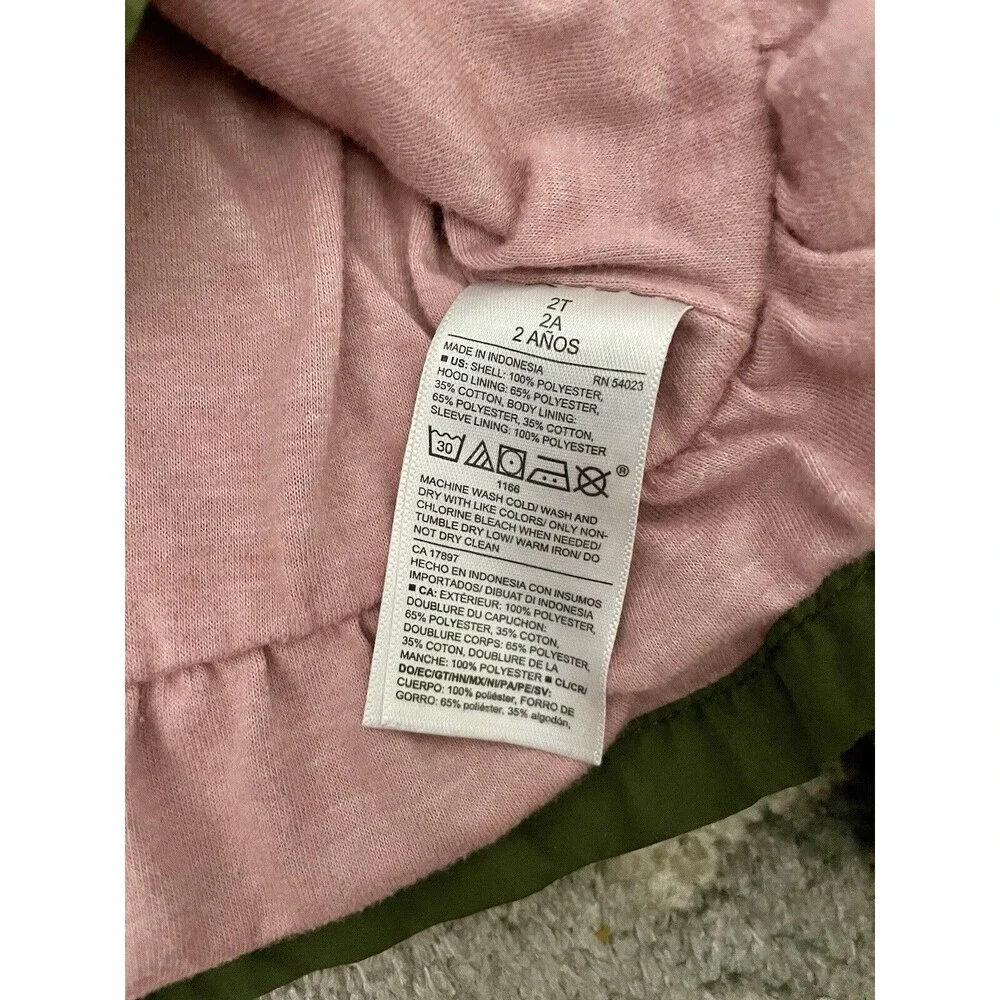 2T
2A
2 AÑOS
MADE IN INDONESIA RN 54023
■ US: SHELL: 100% POLYESTER,
HOOD LINING: 65% POLYESTER,
35% COTTON, BODY LINING:
65% POLYESTER, 35% COTTON,
SLEEVE LINING: 100% POLYESTER
30 ®
1166
MACHINE WASH COLD/ WASH AND
DRY WITH LIKE COLORS/ ONLY NON-
CHLORINE BLEACH WHEN NEEDED/
TUMBLE DRY LOW/ WARM IRON/ DO
NOT DRY CLEAN
CA 17897
HECHO EN INDONESIA CON INSUMOS
IMPORTADOS/ DIBUAT DI INDONESIA
■ CA: EXTÉRIEUR: 100% POLYESTER,
DOUBLURE DU CAPUCHON:
65% POLYESTER, 35% COTON,
DOUBLURE CORPS: 65% POLYESTER,
35% COTON, DOUBLURE DE LA
MANCHE: 100% POLYESTER ■ CL/CR/
DO/EC/GT/HN/MX/NI/PA/PE/SV:
CUERPO: 100% poliéster, FORRO DE
GORRO: 65% poliéster, 35% algodón,